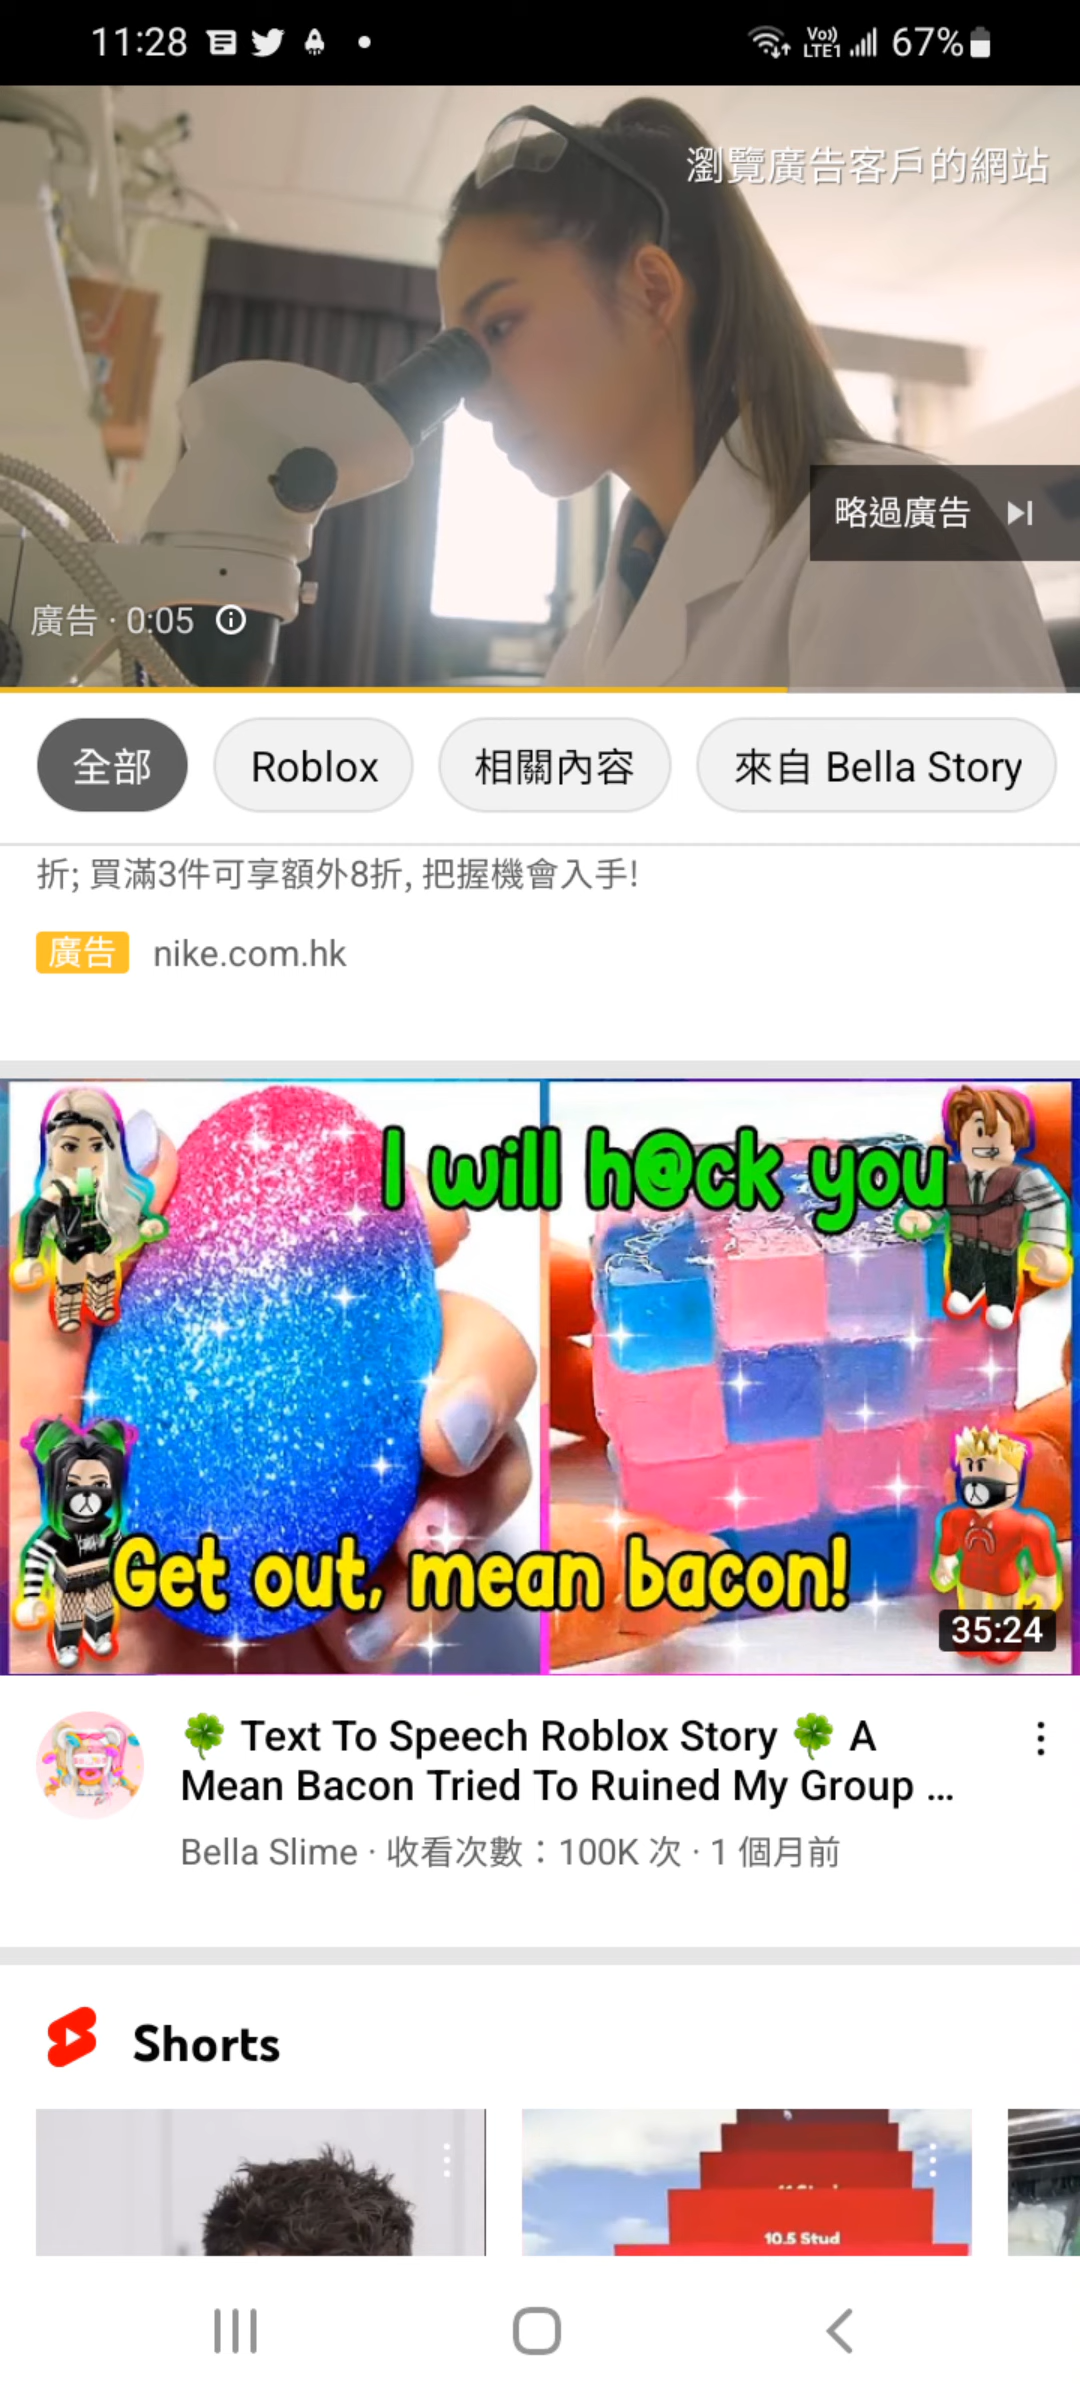 11:28
Vo)) LTE1 67%
瀏覽廣告客戶的網站
略過廣告
廣告 · 0:05
全部 Roblox 相關內容 來自 Bella Story
折; 買滿3件可享額外8折, 把握機會入手!
廣告 nike.com.hk
I will h@ck you
Get out, mean bacon!
35:24
🍀 Text To Speech Roblox Story 🍀 A
Mean Bacon Tried To Ruined My Group ...
Bella Slime · 收看次數：100K 次 · 1 個月前
Shorts
10.5 Stud